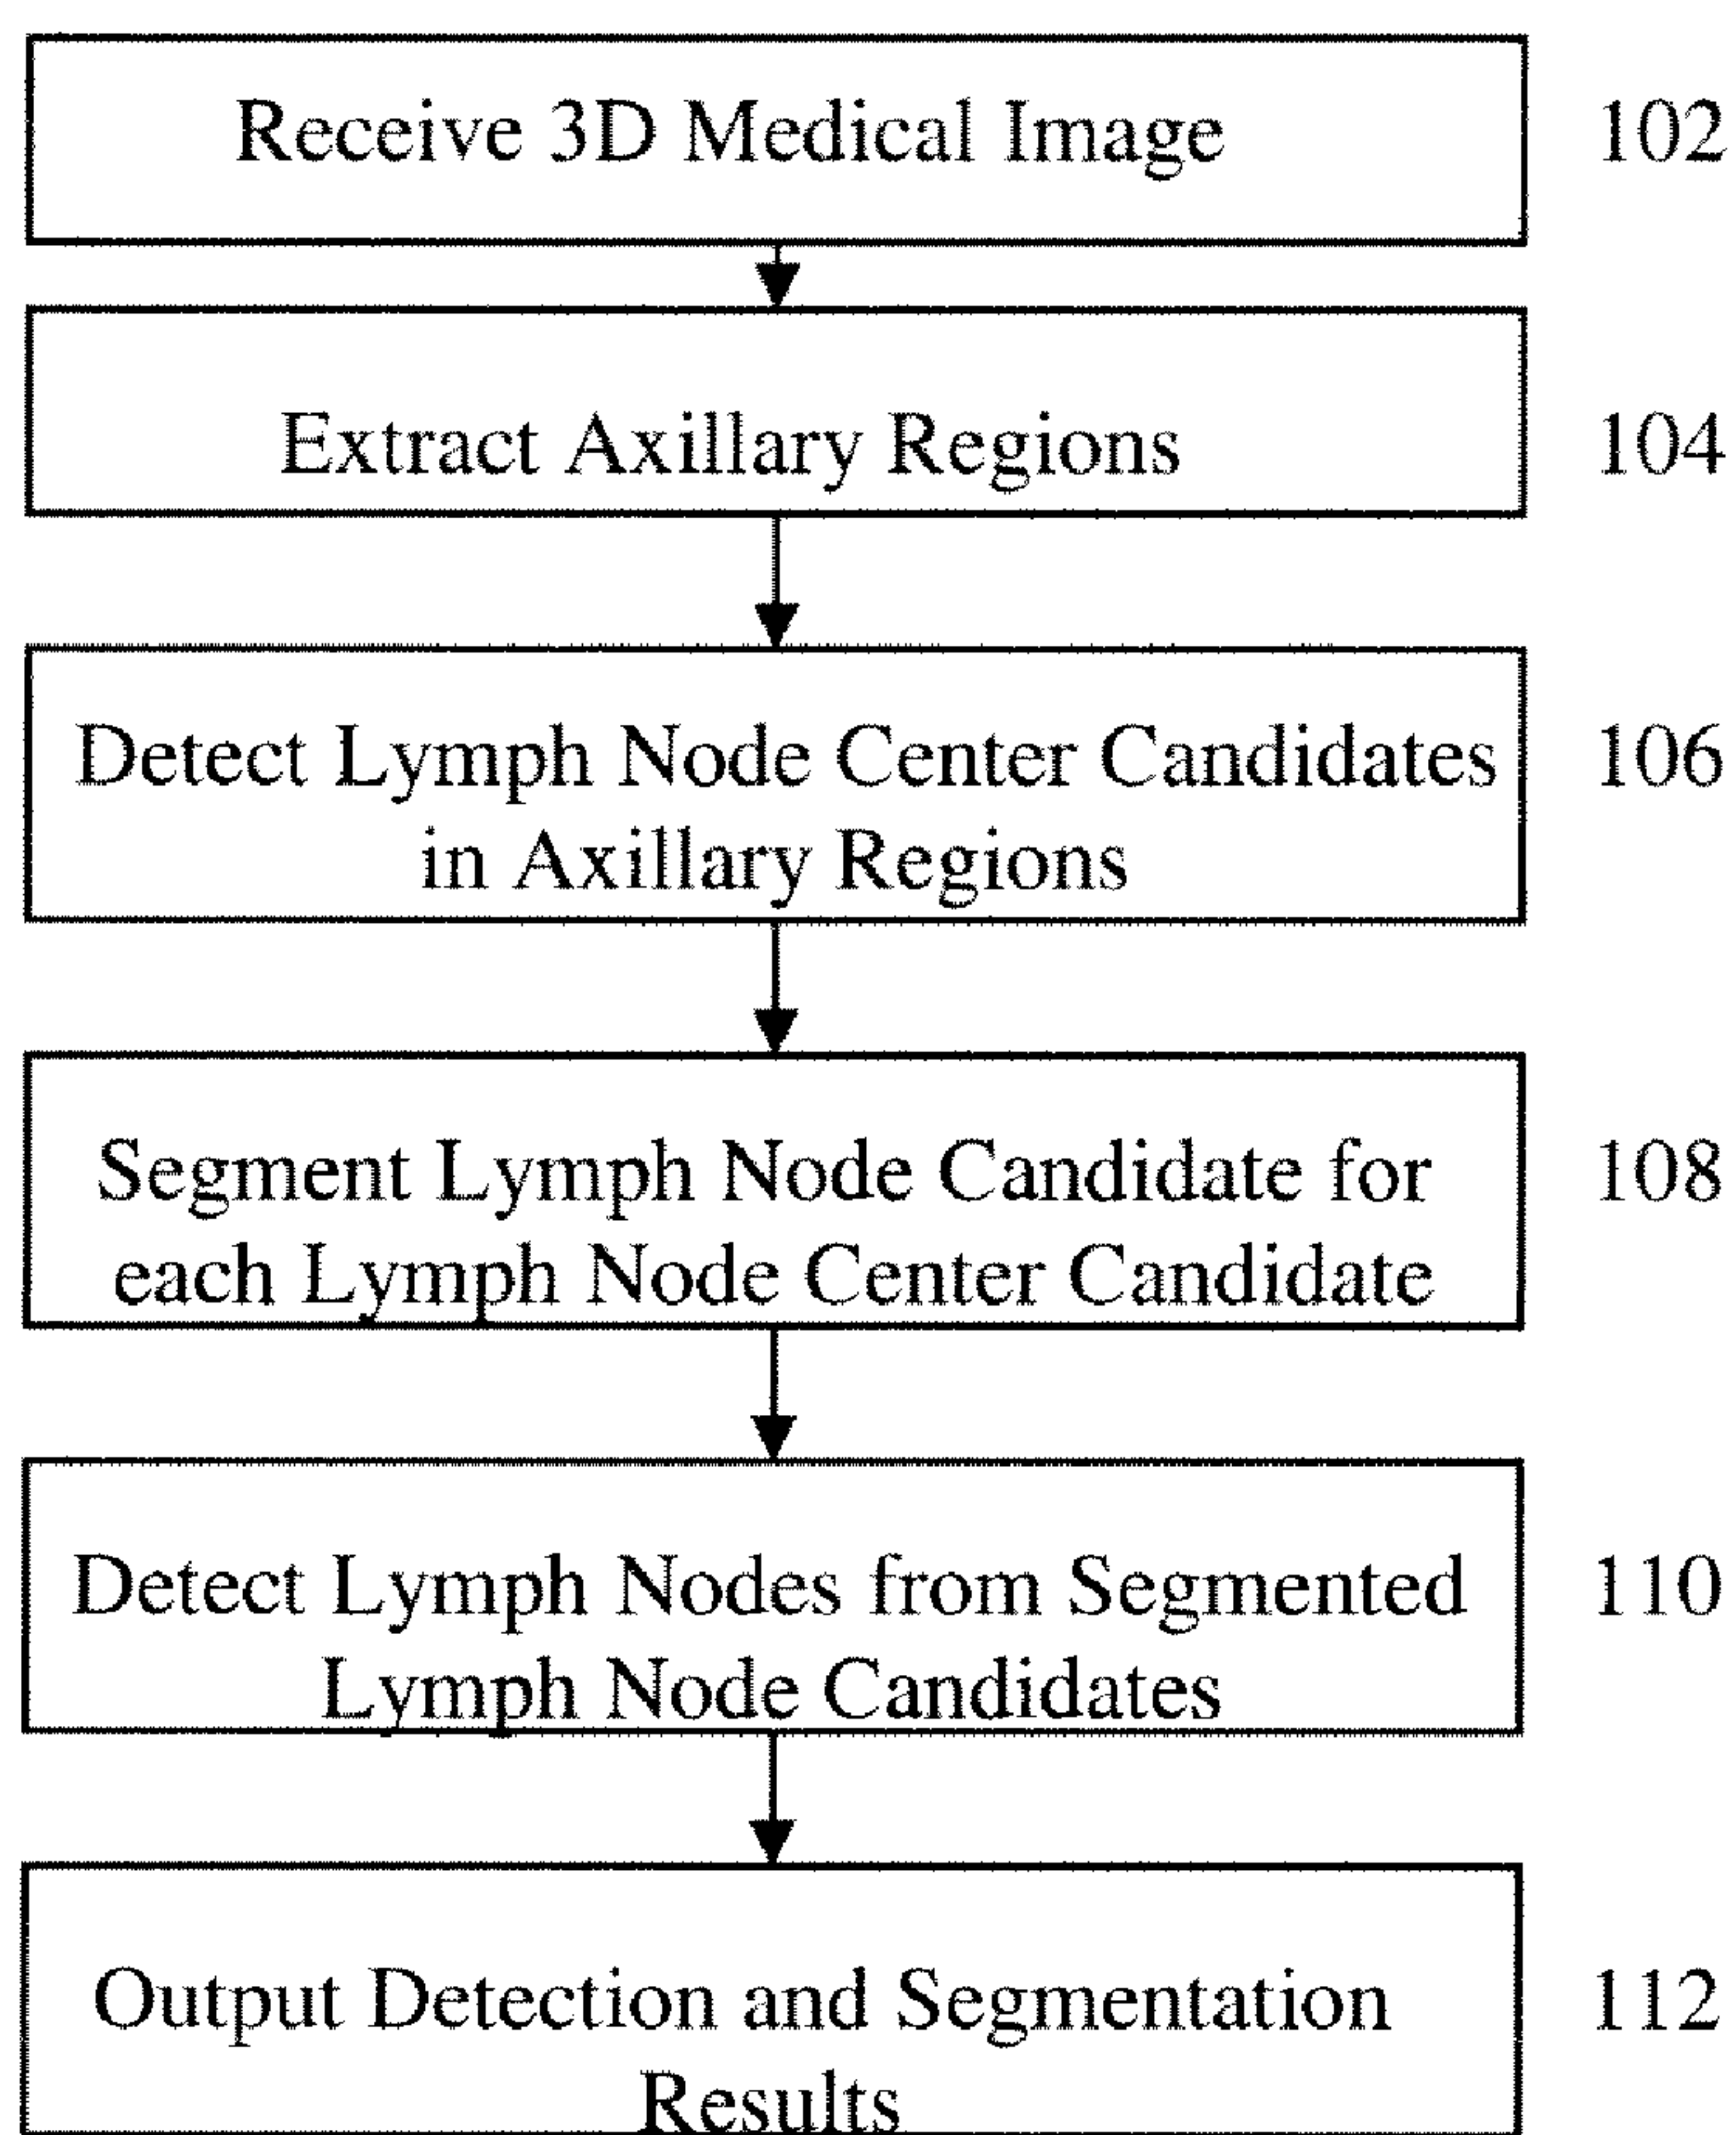 Receive 3D Medical Image 102
Extract Axillary Regions 104
Detect Lymph Node Center Candidates 106
in Axillary Regions
Segment Lymph Node Candidate for 108
each Lymph Node Center Candidate
Detect Lymph Nodes from Segmented 110
Lymph Node Candidates
Output Detection and Segmentation 112
Results